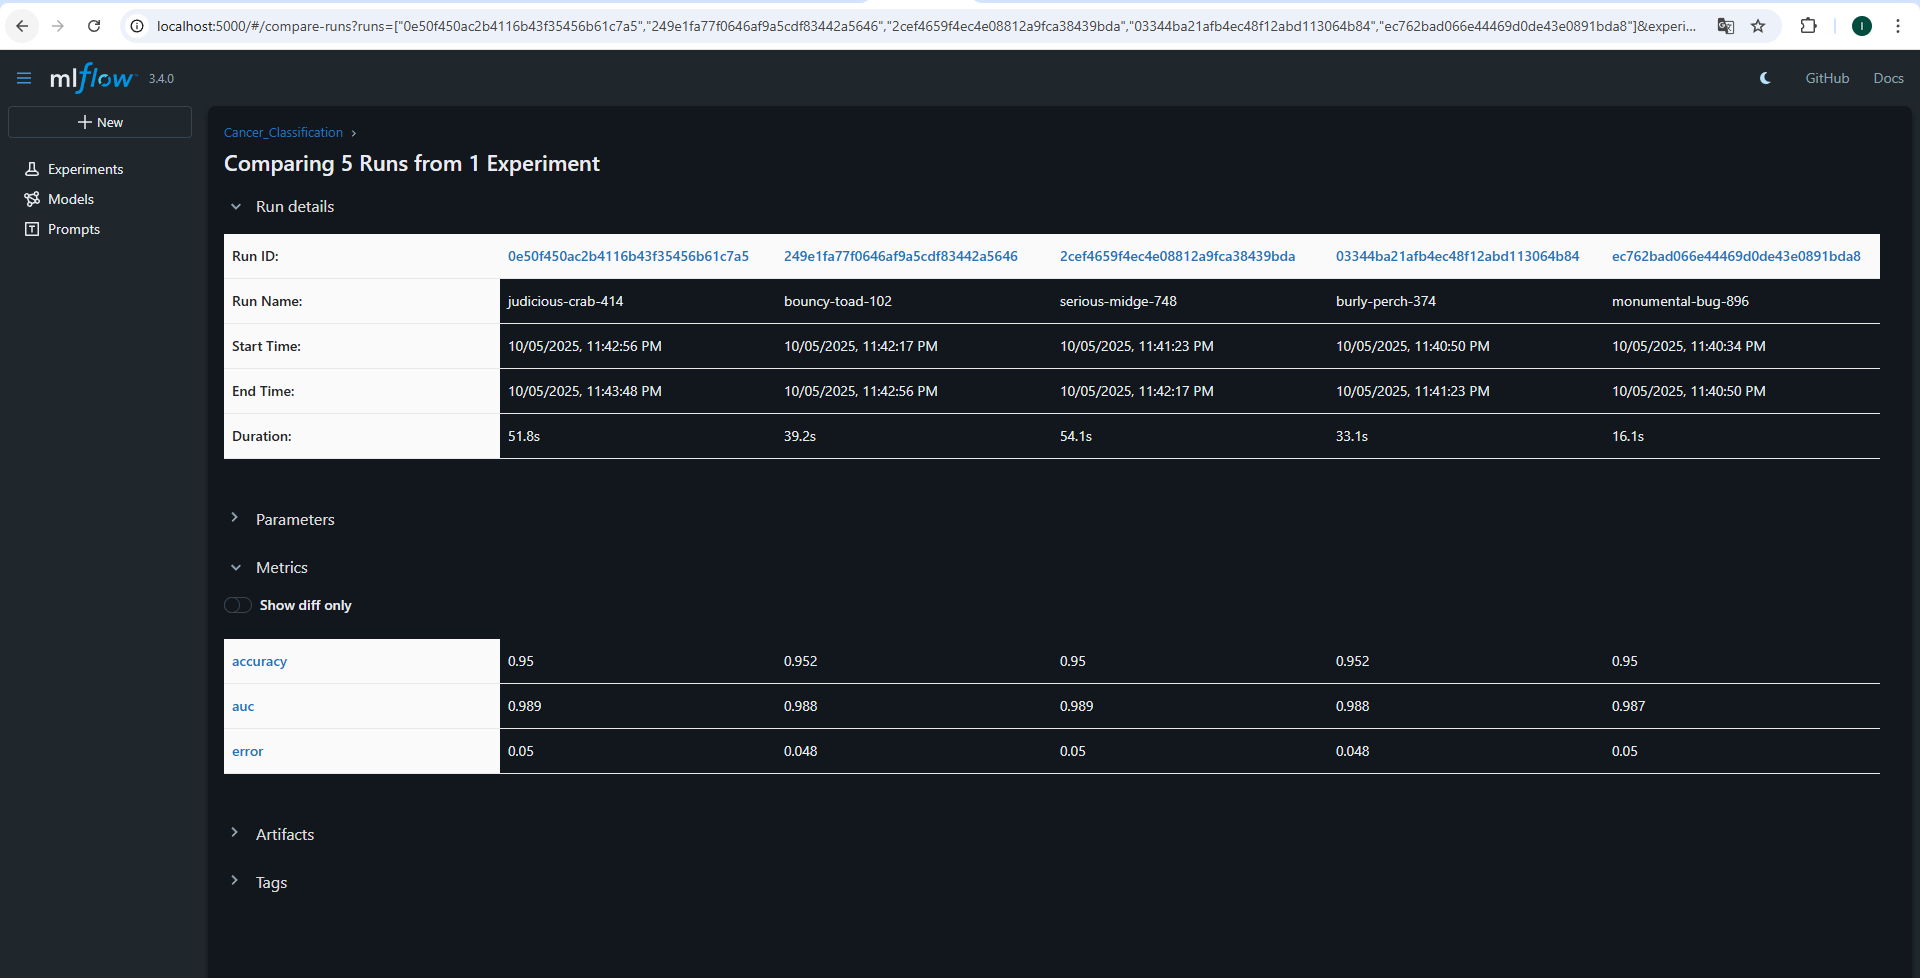 localhost:5000/#/compare-runs?runs=["0e50f450ac2b4116b43f35456b61c7a5","249e1fa77f0646af9a5cdf83442a5646","2cef4659f4ec4e08812a9fca38439bda","03344ba21afb4ec48f12abd113064b84","ec762bad066e44469d0de43e0891bda8"]&experi...
I
mlflow 3.4.0
GitHub Docs
New
Experiments
Models
Prompts
Cancer_Classification
Comparing 5 Runs from 1 Experiment
Run details
Run ID: 0e50f450ac2b4116b43f35456b61c7a5 249e1fa77f0646af9a5cdf83442a5646 2cef4659f4ec4e08812a9fca38439bda 03344ba21afb4ec48f12abd113064b84 ec762bad066e44469d0de43e0891bda8
Run Name: judicious-crab-414 bouncy-toad-102 serious-midge-748 burly-perch-374 monumental-bug-896
Start Time: 10/05/2025, 11:42:56 PM 10/05/2025, 11:42:17 PM 10/05/2025, 11:41:23 PM 10/05/2025, 11:40:50 PM 10/05/2025, 11:40:34 PM
End Time: 10/05/2025, 11:43:48 PM 10/05/2025, 11:42:56 PM 10/05/2025, 11:42:17 PM 10/05/2025, 11:41:23 PM 10/05/2025, 11:40:50 PM
Duration: 51.8s 39.2s 54.1s 33.1s 16.1s
Parameters
Metrics
Show diff only
accuracy 0.95 0.952 0.95 0.952 0.95
auc 0.989 0.988 0.989 0.988 0.987
error 0.05 0.048 0.05 0.048 0.05
Artifacts
Tags